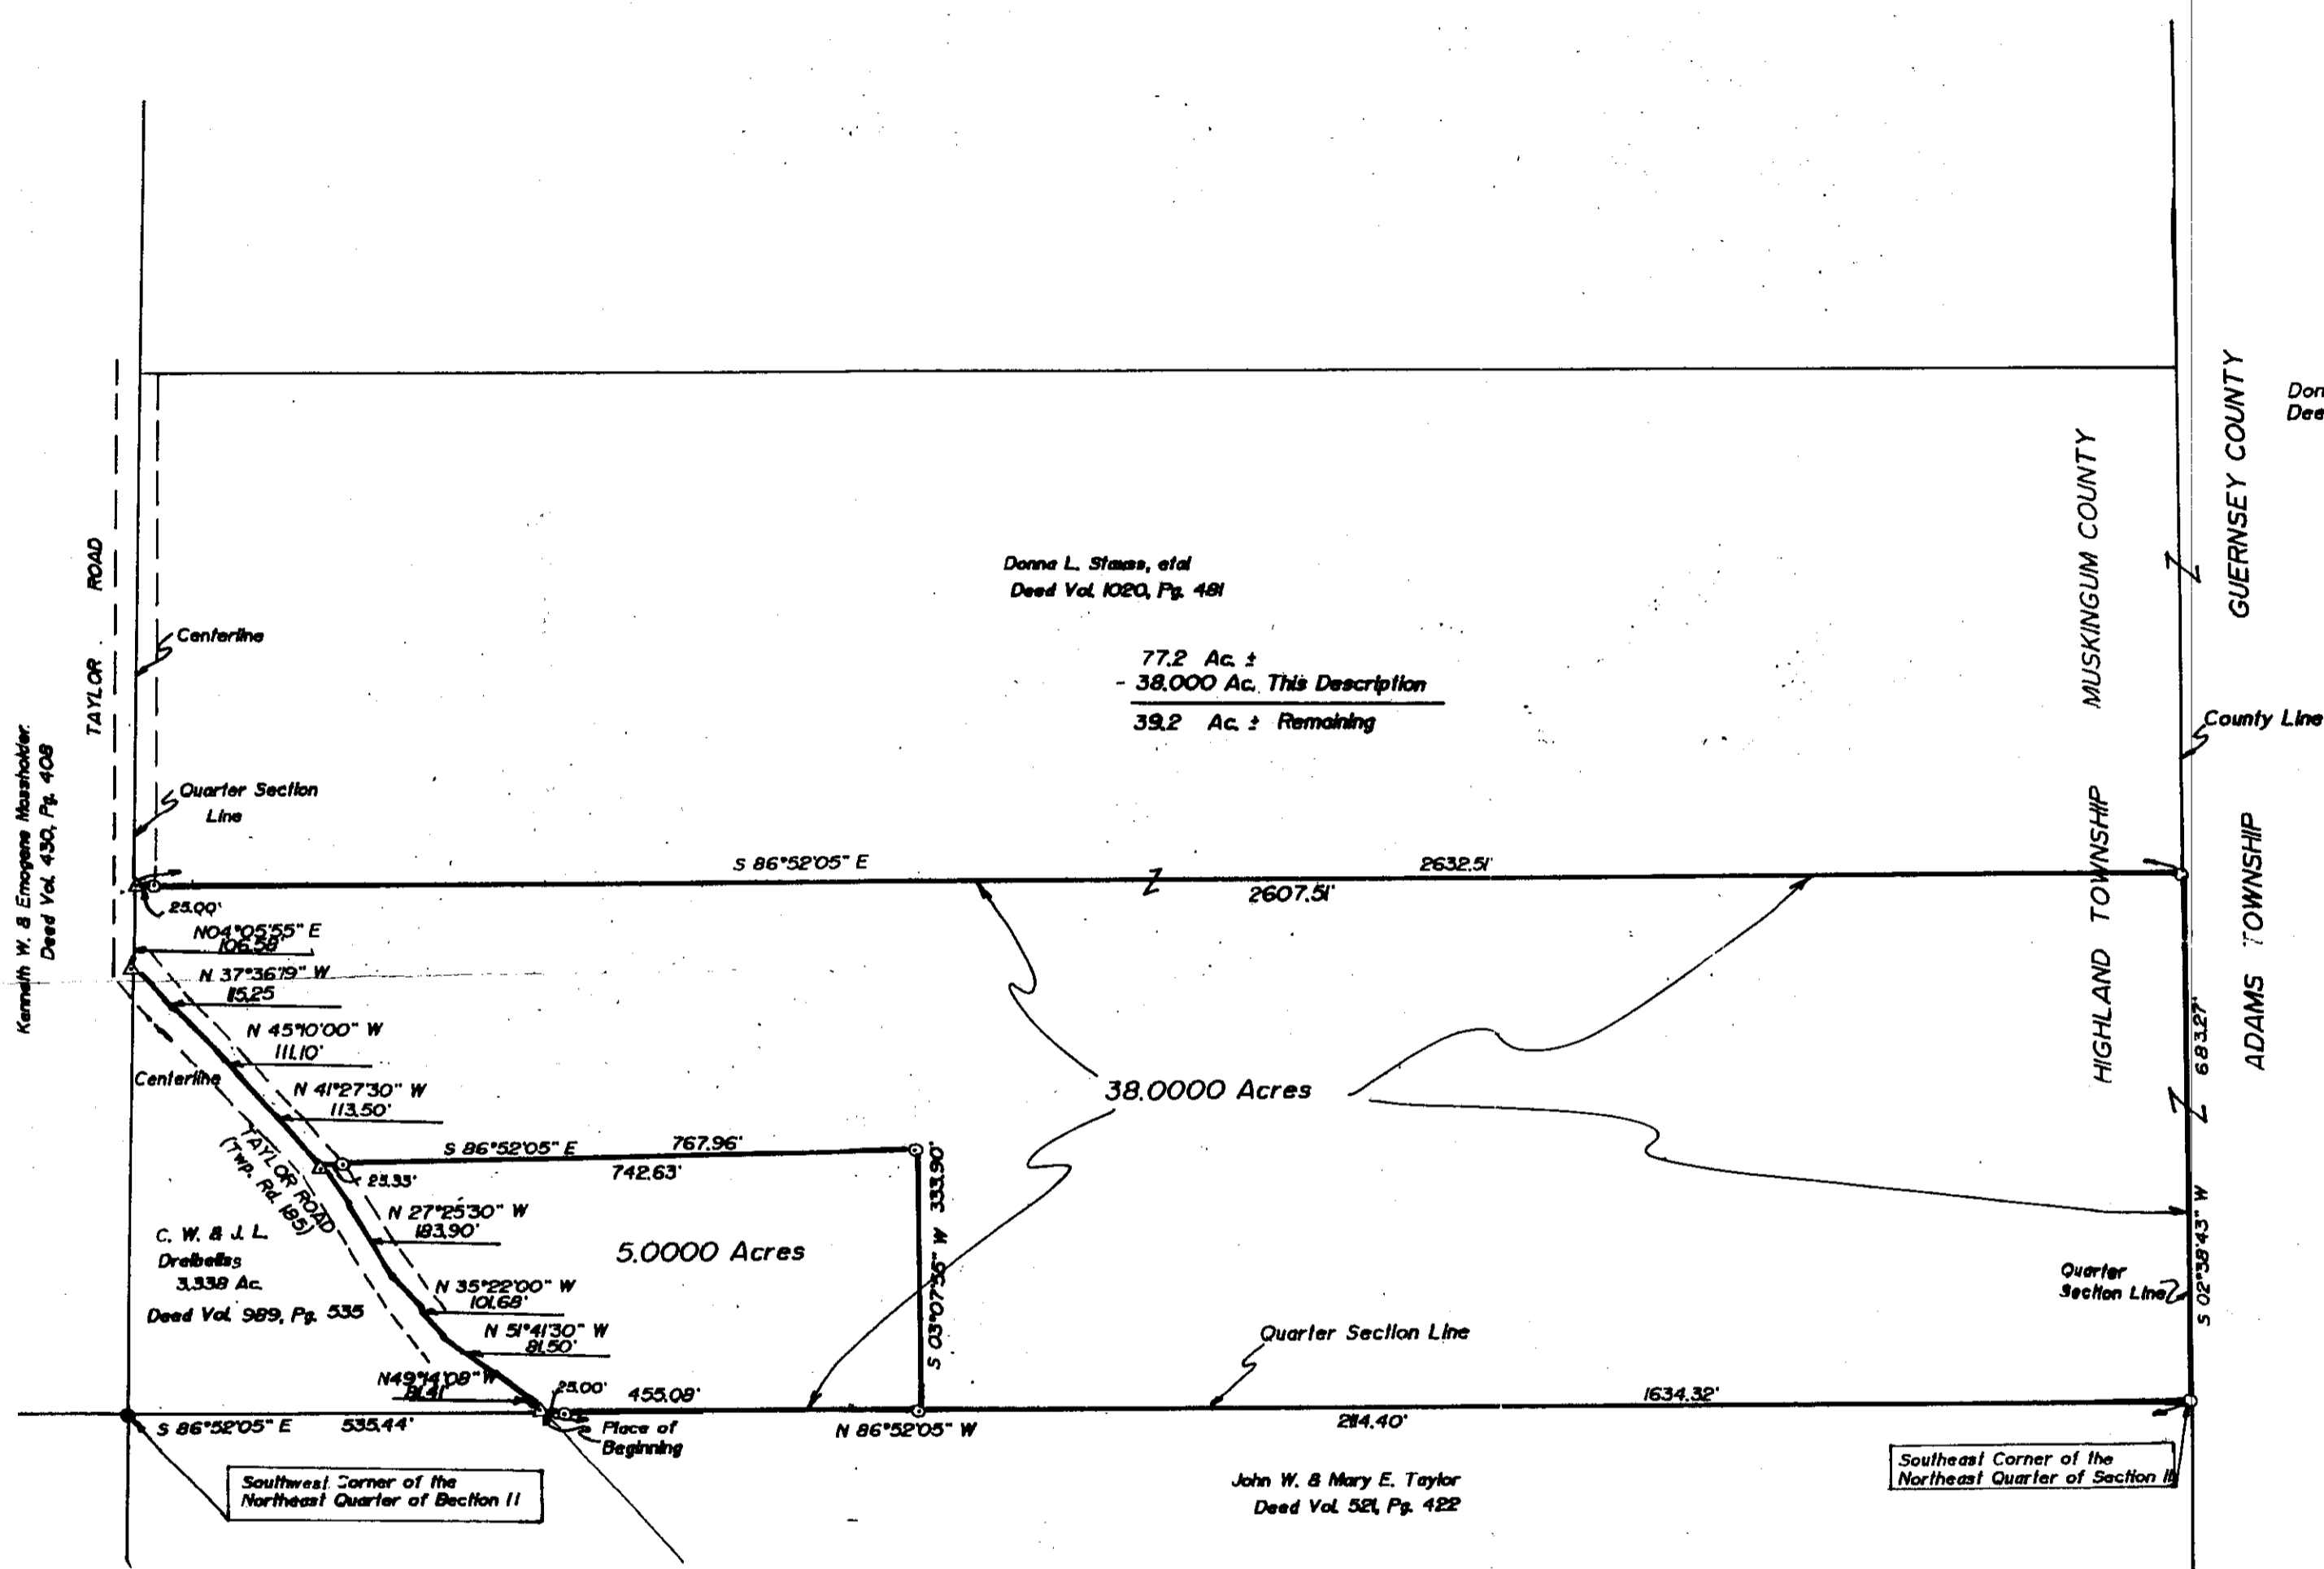 Don
Dee
GUERNSEY COUNTY
MUSKINGUM COUNTY
Donna L. Stauss, etal
Deed Vol. 1020, Pg. 481
TAYLOR ROAD
Centerline
77.2 Ac. ±
- 38.000 Ac. This Description
39.2 Ac. ± Remaining
County Line
Kenneth W. & Emogene Mossholder.
Deed Vol. 430, Pg. 408
Quarter Section
Line
HIGHLAND TOWNSHIP
ADAMS TOWNSHIP
S 86°52'05" E
2632.51'
2607.51'
25.00'
N04°05'55" E
106.58'
N 37°36'19" W
115.25
N 45°10'00" W
111.10'
Centerline
N 41°27'30" W
113.50'
38.0000 Acres
683.27'
S 02°38'43" W
TAYLOR ROAD
(Twp. Rd. 185)
S 86°52'05" E
767.96'
742.63'
25.33'
S 03°07'55" W 333.90'
N 27°25'30" W
183.90'
C. W. & J. L.
Dreibelbis
3.338 Ac.
Deed Vol. 989, Pg. 535
5.0000 Acres
N 35°22'00" W
101.68'
N 51°41'30" W
81.50'
N49°14'08" W
81.41'
Quarter
Section Line
Quarter Section Line
25.00'
455.08'
1634.32'
S 86°52'05" E
535.44'
Place of
Beginning
N 86°52'05" W
2114.40'
Southwest Corner of the
Northeast Quarter of Section 11
John W. & Mary E. Taylor
Deed Vol. 521, Pg. 422
Southeast Corner of the
Northeast Quarter of Section 11